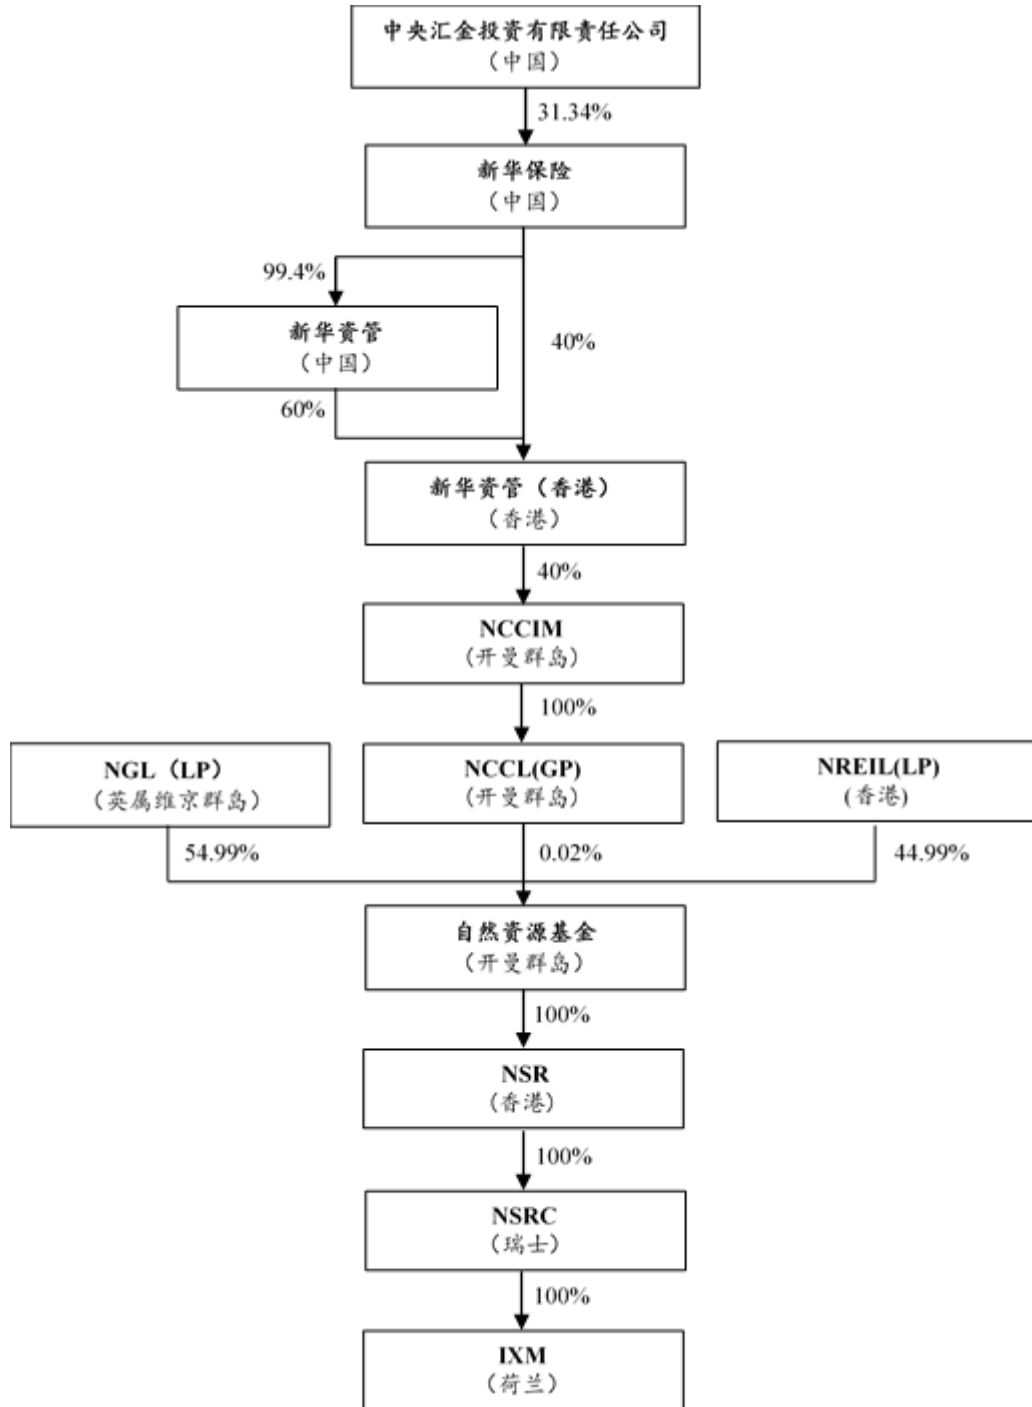 中央汇金投资有限责任公司
（中国）
31.34%
新华保险
（中国）
99.4%
新华资管
（中国）
40%
60%
新华资管（香港）
（香港）
40%
NCCIM
(开曼群岛)
100%
NGL（LP）
（英属维京群岛）
NCCL(GP)
(开曼群岛)
NREIL(LP)
(香港)
54.99%
0.02%
44.99%
自然资源基金
（开曼群岛）
100%
NSR
(香港)
100%
NSRC
（瑞士）
100%
IXM
(荷兰)